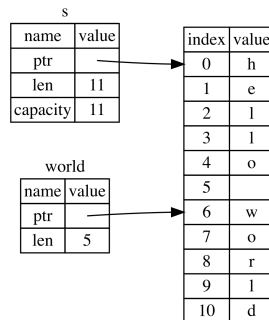 s
name value
ptr
len 11
capacity 11
world
name value
ptr
len 5
index value
0 h
1 e
2 l
3 l
4 o
5
6 w
7 o
8 r
9 l
10 d